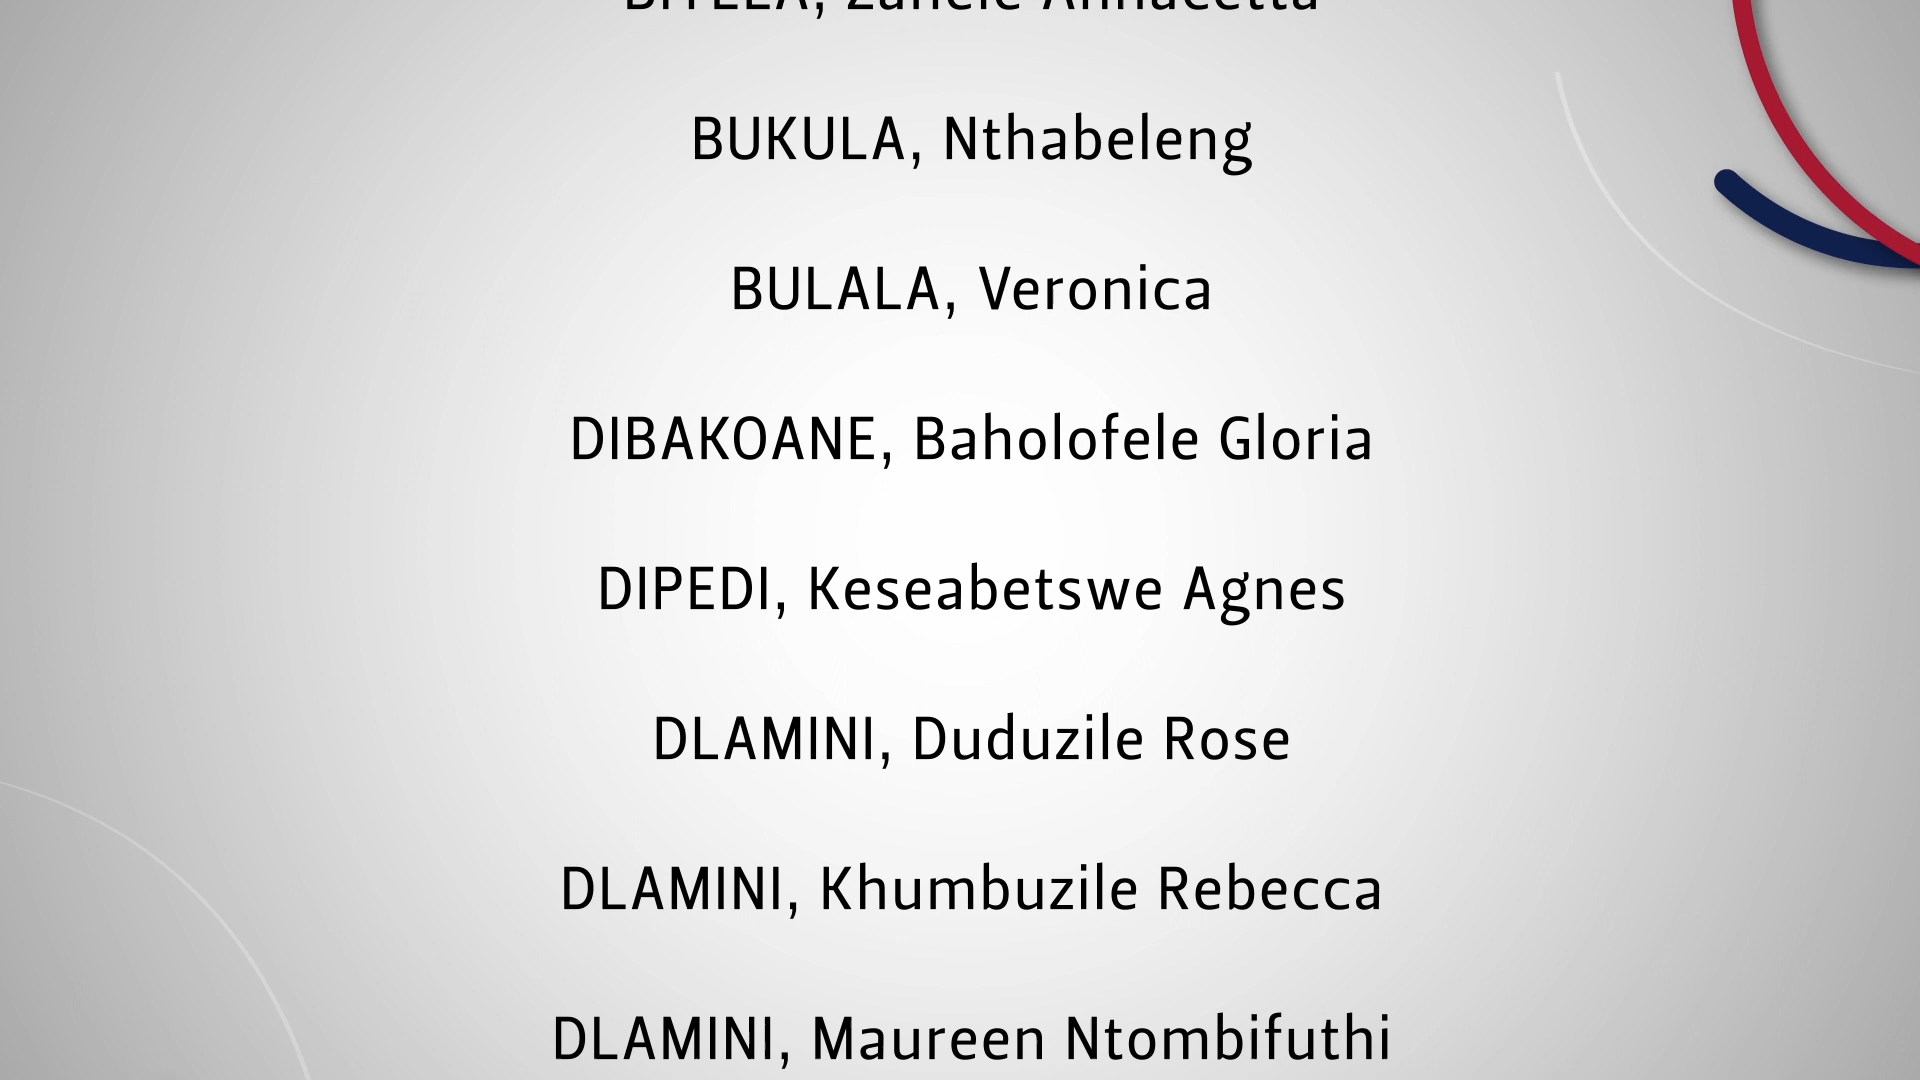 BUKULA, Nthabeleng
BULALA, Veronica
DIBAKOANE, Baholofele Gloria
DIPEDI, Keseabetswe Agnes
DLAMINI, Duduzile Rose
DLAMINI, Khumbuzile Rebecca
DLAMINI, Maureen Ntombifuthi